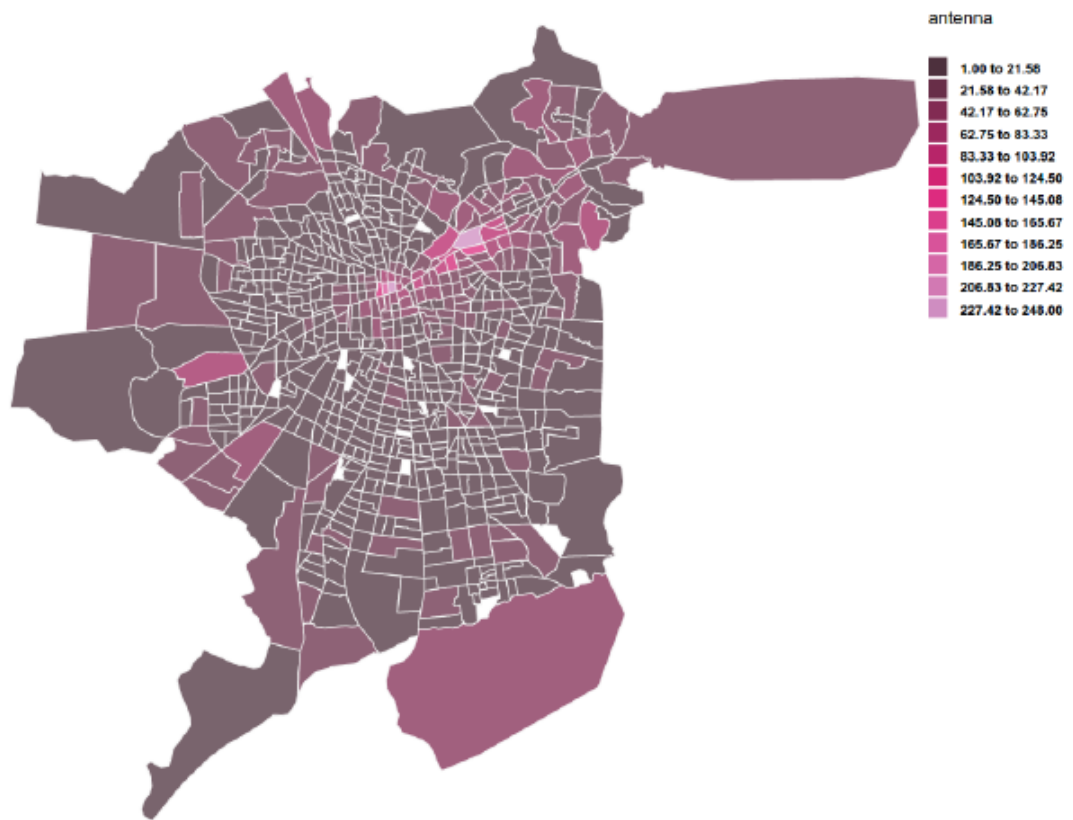 antenna
1.00 to 21.58
21.58 to 42.17
42.17 to 62.75
62.75 to 83.33
83.33 to 103.92
103.92 to 124.50
124.50 to 145.08
145.08 to 165.67
165.67 to 186.25
186.25 to 206.83
206.83 to 227.42
227.42 to 248.00